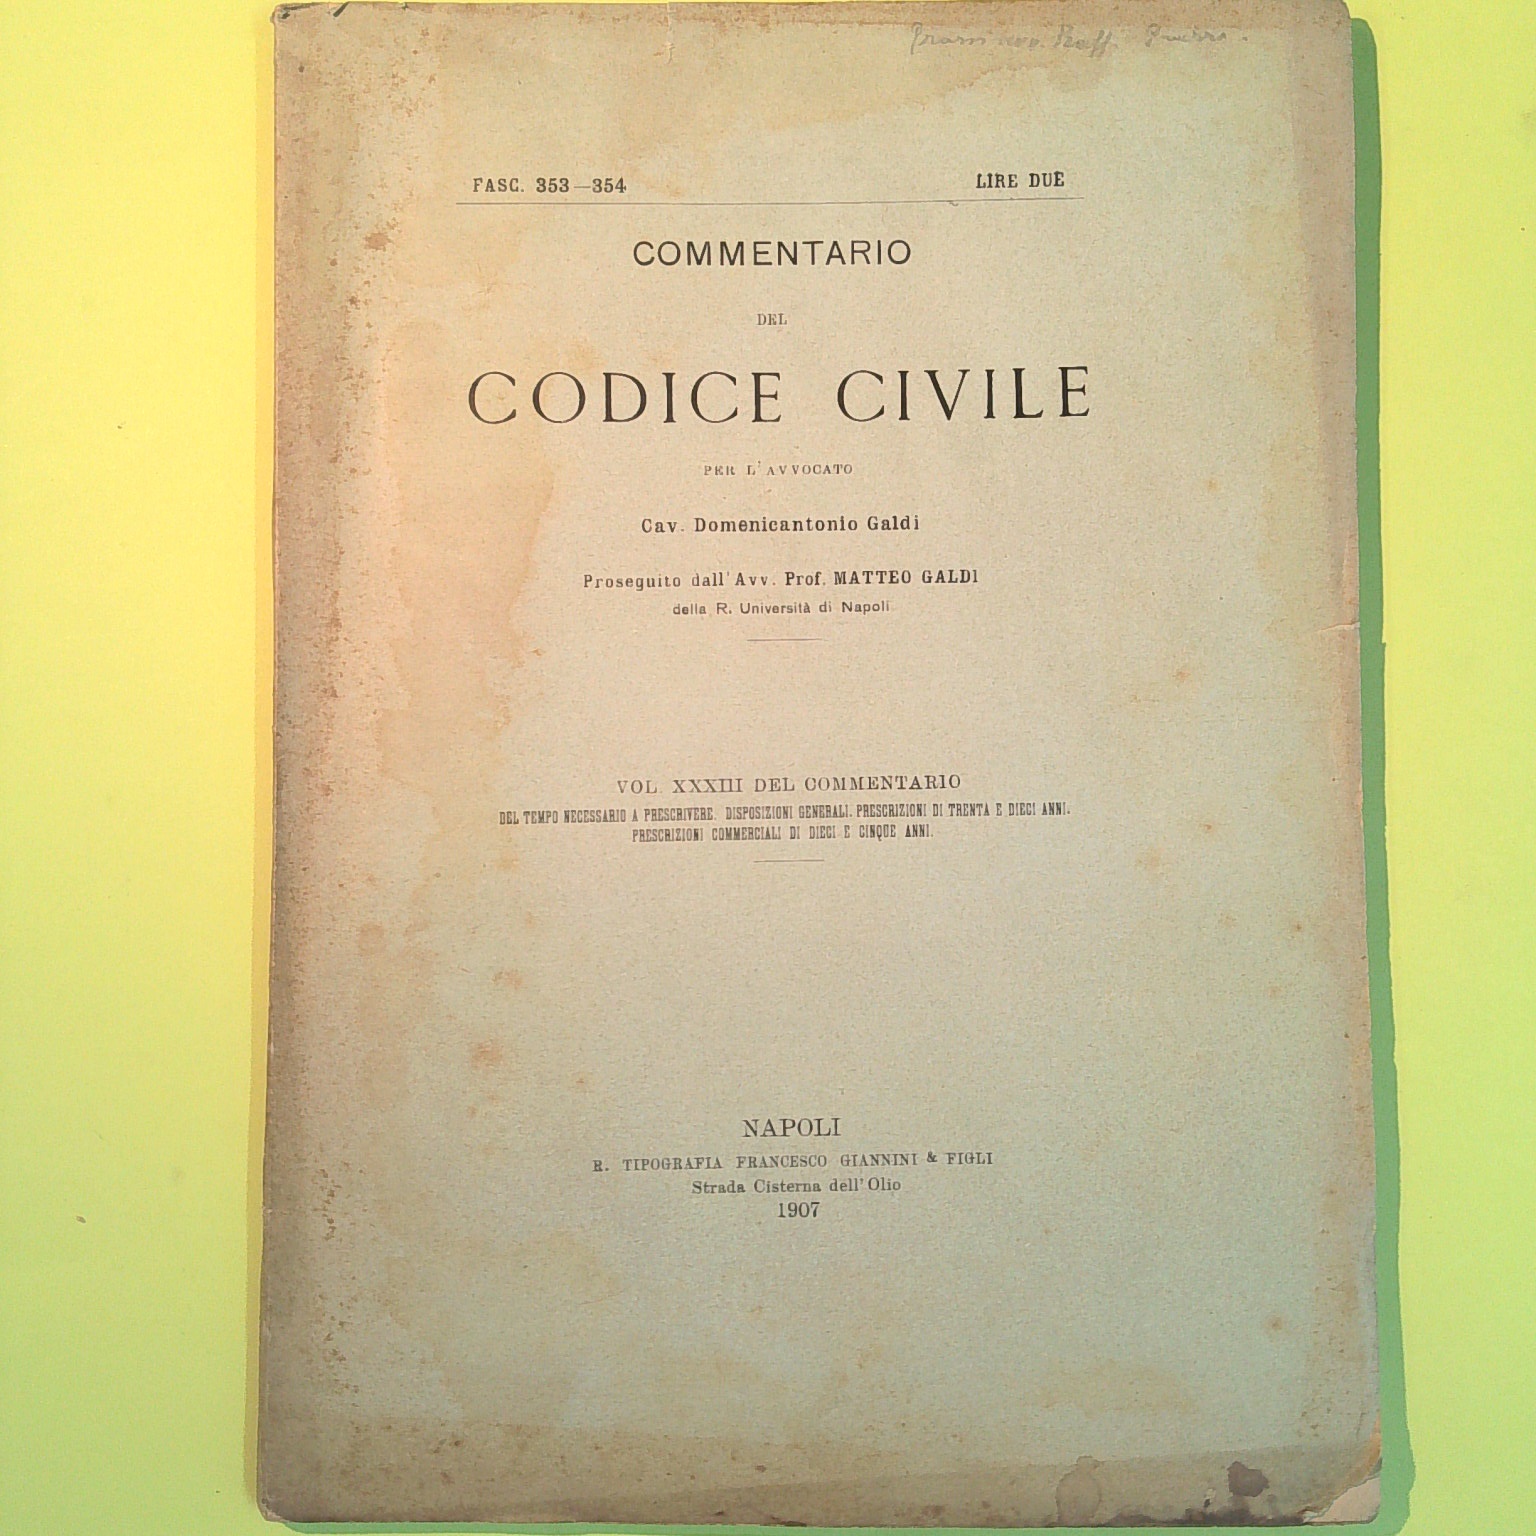 FASC. 353—354
LIRE DUE
COMMENTARIO
DEL
CODICE CIVILE
PER L'AVVOCATO
Cav. Domenicantonio Galdi
Proseguito dall'Avv. Prof. MATTEO GALDI
della R. Università di Napoli
VOL. XXXIII DEL COMMENTARIO
DEL TEMPO NECESSARIO A PRESCRIVERE. DISPOSIZIONI GENERALI. PRESCRIZIONI DI TRENTA E DIECI ANNI.
PRESCRIZIONI COMMERCIALI DI DIECI E CINQUE ANNI.
NAPOLI
R. TIPOGRAFIA FRANCESCO GIANNINI & FIGLI
Strada Cisterna dell'Olio
1907